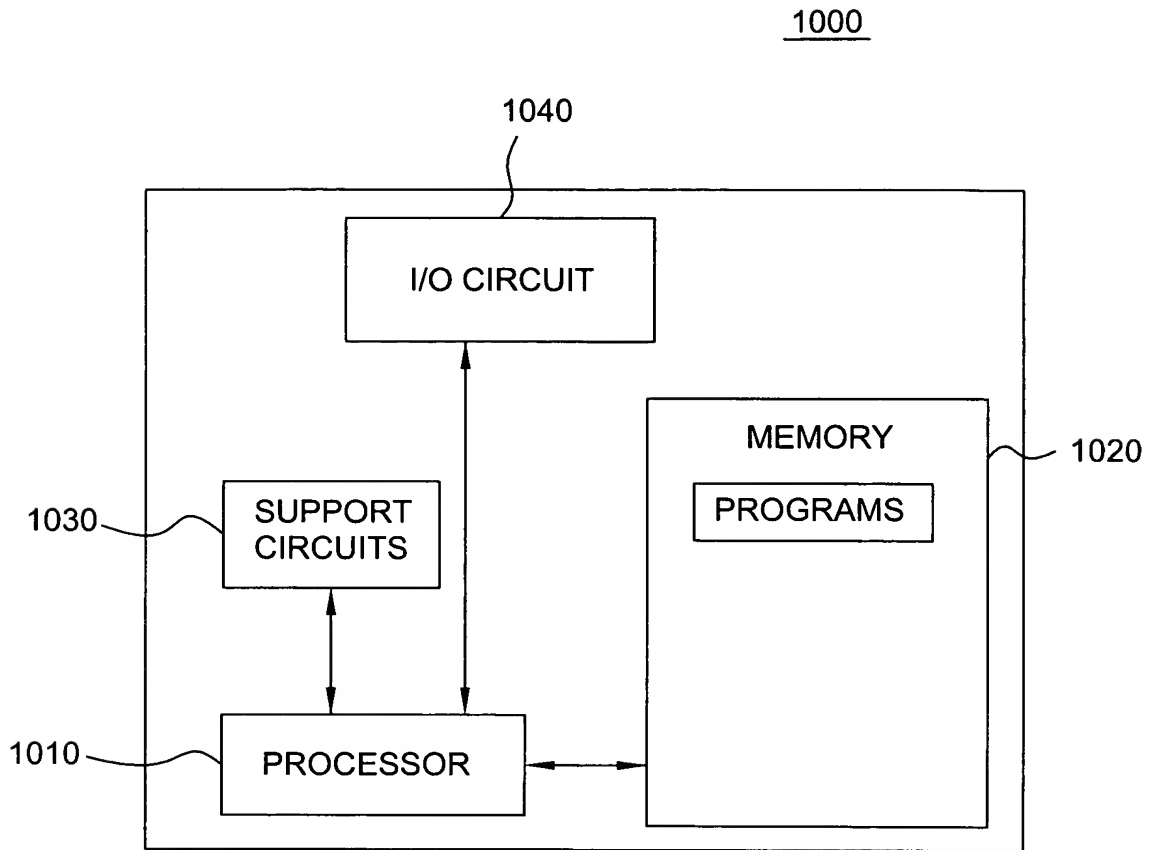 1000
1040
I/O CIRCUIT
MEMORY
1020
PROGRAMS
1030
SUPPORT
CIRCUITS
1010
PROCESSOR